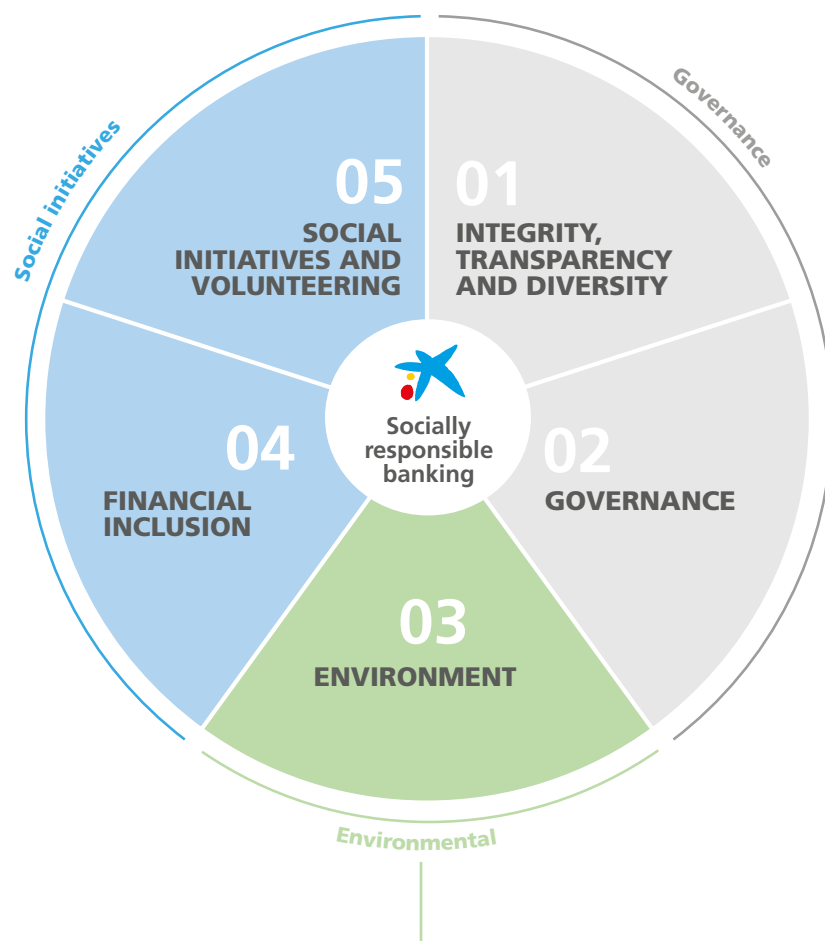 Social initiatives
Governance
05
SOCIAL
INITIATIVES AND
VOLUNTEERING
01
INTEGRITY,
TRANSPARENCY
AND DIVERSITY
Socially
responsible
banking
04
FINANCIAL
INCLUSION
02
GOVERNANCE
03
ENVIRONMENT
Environmental